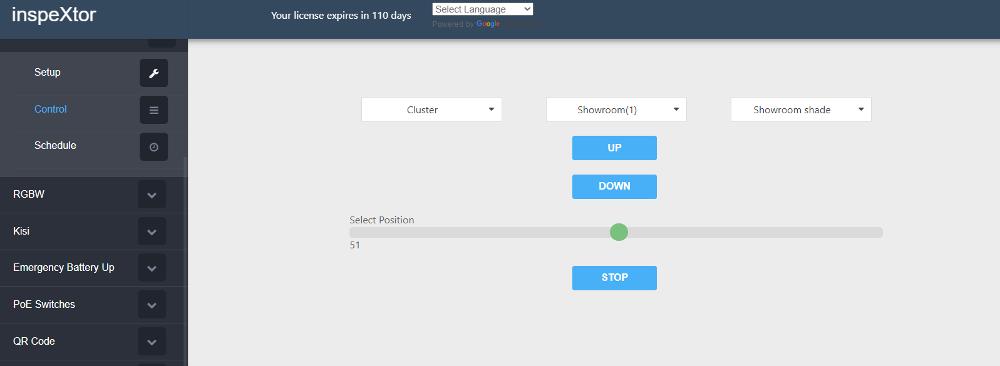 inspeXtor
Your license expires in 110 days
Select Language
Powered by Google
Setup
Control
Schedule
RGBW
Kisi
Emergency Battery Up
PoE Switches
QR Code
Cluster
Showroom(1)
Showroom shade
UP
DOWN
Select Position
51
STOP